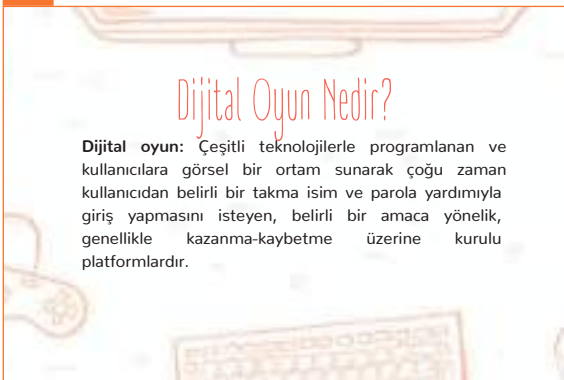 Dijital Oyun Nedir?
Dijital oyun: Çeşitli teknolojilerle programlanan ve
kullanıcılara görsel bir ortam sunarak çoğu zaman
kullanıcıdan belirli bir takma isim ve parola yardımıyla
giriş yapmasını isteyen, belirli bir amaca yönelik,
genellikle kazanma-kaybetme üzerine kurulu
platformlardır.